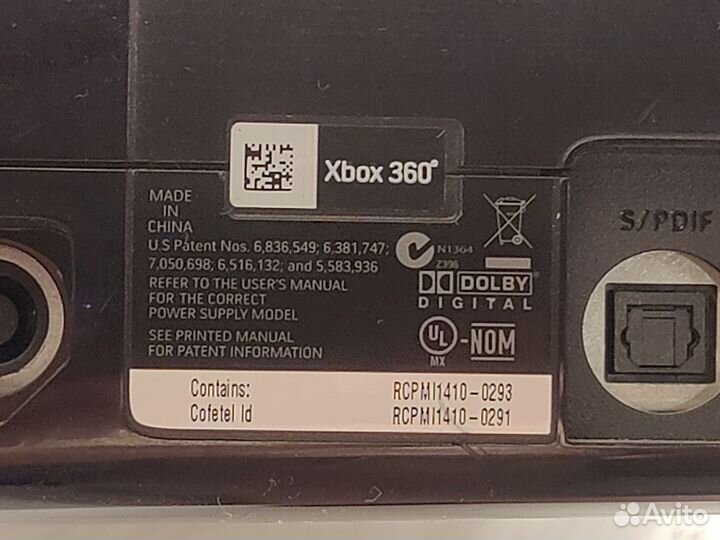 Xbox 360
MADE
IN
CHINA
U.S Patent Nos. 6,836,549; 6,381,747;
7,050,698; 6,516,132; and 5,583,936
REFER TO THE USER'S MANUAL
FOR THE CORRECT
POWER SUPPLY MODEL
SEE PRINTED MANUAL
FOR PATENT INFORMATION
N1364
Z396
DOLBY
DIGITAL
UL
MX
-NOM
S/PDIF
Contains: RCPMI1410-0293
Cofetel Id RCPMI1410-0291
Avito